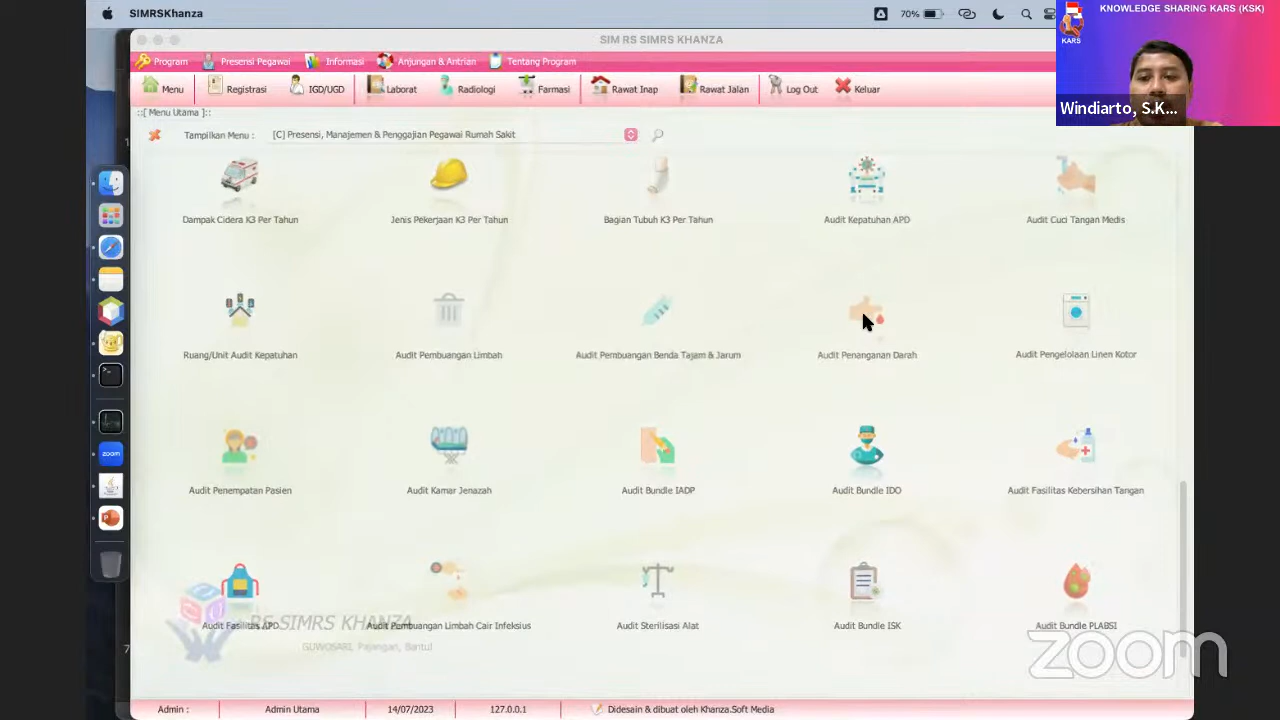 SIMRSKhanza
70%
KNOWLEDGE SHARING KARS (KSK)
KARS
Windiarto, S.K...
SIM RS SIMRS KHANZA
Program
Presensi Pegawai
Informasi
Anjungan & Antrian
Tentang Program
Menu
Registrasi
IGD/UGD
Laborat
Radiologi
Farmasi
Rawat Inap
Rawat Jalan
Log Out
Keluar
::[ Menu Utama ]::
Tampilkan Menu :
[C] Presensi, Manajemen & Penggajian Pegawai Rumah Sakit
Dampak Cidera K3 Per Tahun
Jenis Pekerjaan K3 Per Tahun
Bagian Tubuh K3 Per Tahun
Audit Kepatuhan APD
Audit Cuci Tangan Medis
Ruang/Unit Audit Kepatuhan
Audit Pembuangan Limbah
Audit Pembuangan Benda Tajam & Jarum
Audit Penanganan Darah
Audit Pengelolaan Linen Kotor
Audit Penempatan Pasien
Audit Kamar Jenazah
Audit Bundle IADP
Audit Bundle IDO
Audit Fasilitas Kebersihan Tangan
Audit Fasilitas APD
Audit Pembuangan Limbah Cair Infeksius
Audit Sterilisasi Alat
Audit Bundle ISK
Audit Bundle PLABSI
RS SIMRS KHANZA
GUWOSARI, Pajangan, Bantul
zoom
zoom
Admin :
Admin Utama
14/07/2023
127.0.0.1
Didesain & dibuat oleh Khanza.Soft Media